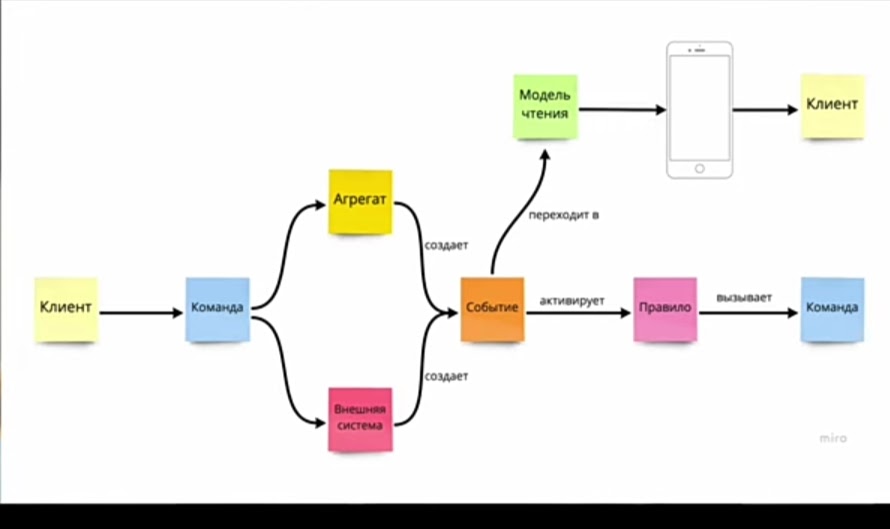 Модель
чтения
Клиент
Агрегат
переходит в
создает
Клиент
Команда
Событие
активирует
Правило
вызывает
Команда
создает
Внешняя
система
miro